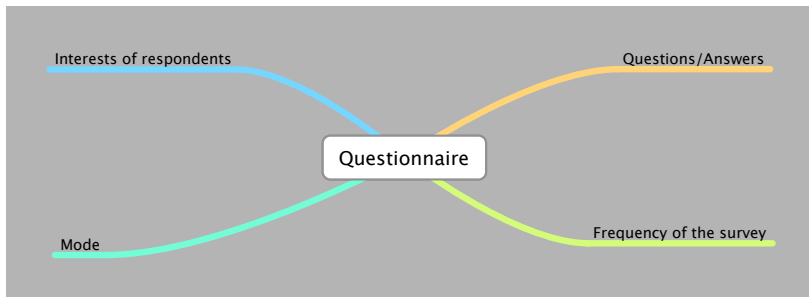 Interests of respondents
Questions/Answers
Questionnaire
Mode
Frequency of the survey